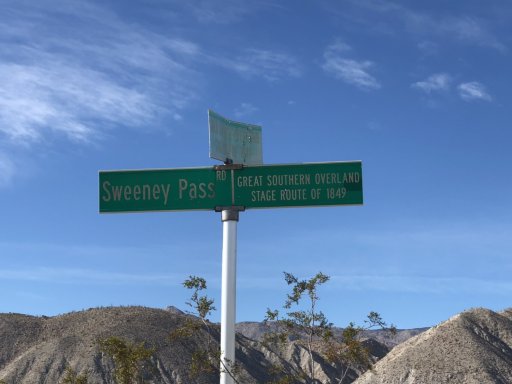 Sweeney Pass RD
GREAT SOUTHERN OVERLAND
STAGE ROUTE OF 1849